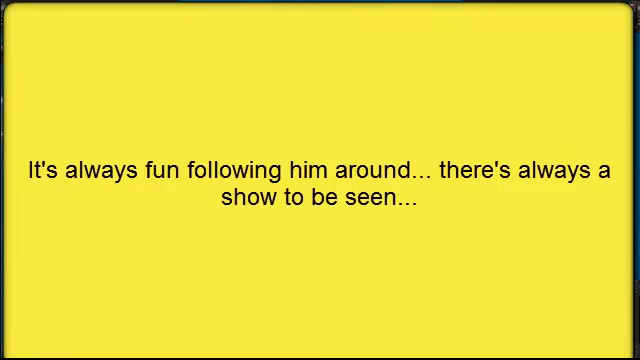 It's always fun following him around... there's always a
show to be seen...